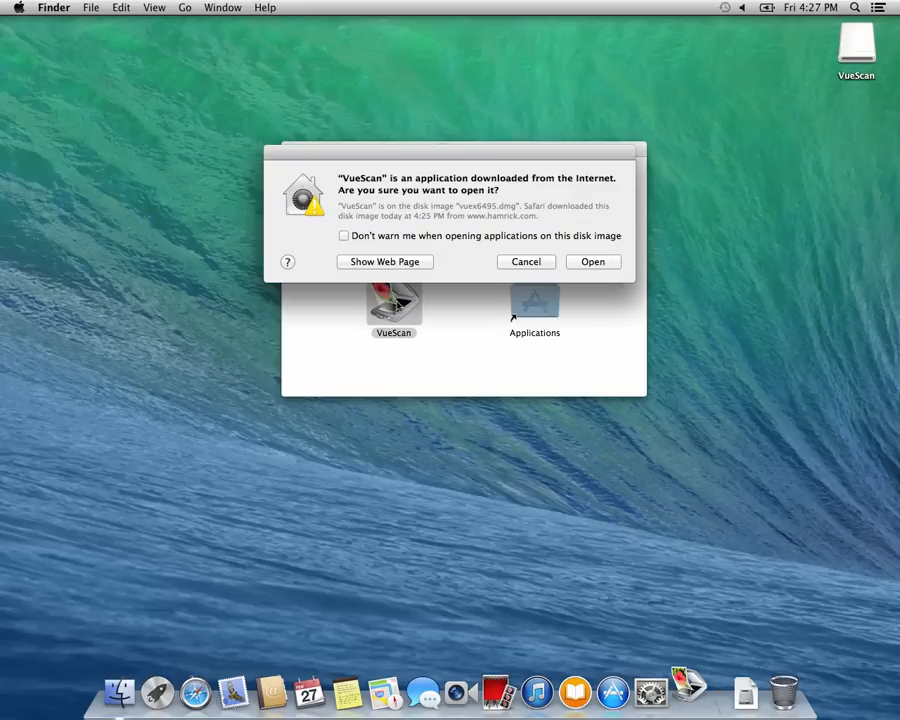 Finder File Edit View Go Window Help Fri 4:27 PM
VueScan
“VueScan” is an application downloaded from the Internet.
Are you sure you want to open it?
“VueScan” is on the disk image “vuex6495.dmg”. Safari downloaded this
disk image today at 4:25 PM from www.hamrick.com.
Don't warn me when opening applications on this disk image
? Show Web Page Cancel Open
VueScan Applications
27